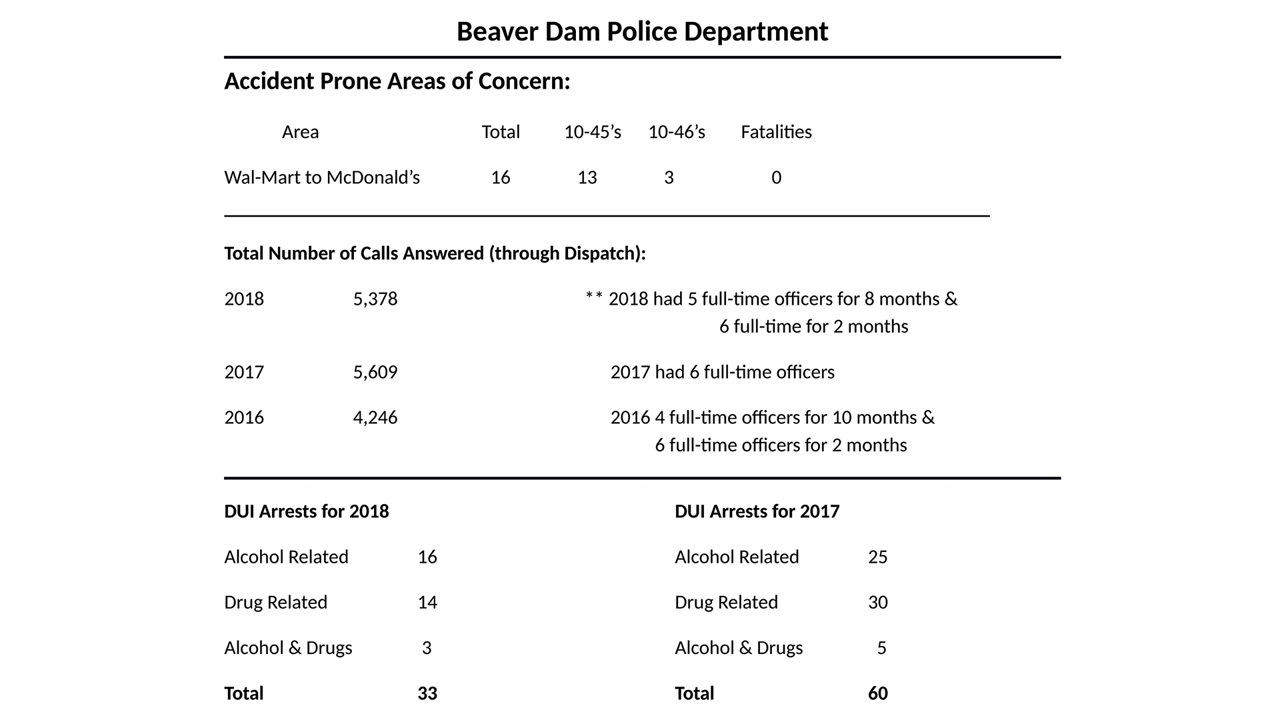 Beaver Dam Police Department
Accident Prone Areas of Concern:
Area Total 10-45’s 10-46’s Fatalities
Wal-Mart to McDonald’s 16 13 3 0
Total Number of Calls Answered (through Dispatch):
2018 5,378 ** 2018 had 5 full-time officers for 8 months &
6 full-time for 2 months
2017 5,609 2017 had 6 full-time officers
2016 4,246 2016 4 full-time officers for 10 months &
6 full-time officers for 2 months
DUI Arrests for 2018 DUI Arrests for 2017
Alcohol Related 16 Alcohol Related 25
Drug Related 14 Drug Related 30
Alcohol & Drugs 3 Alcohol & Drugs 5
Total 33 Total 60